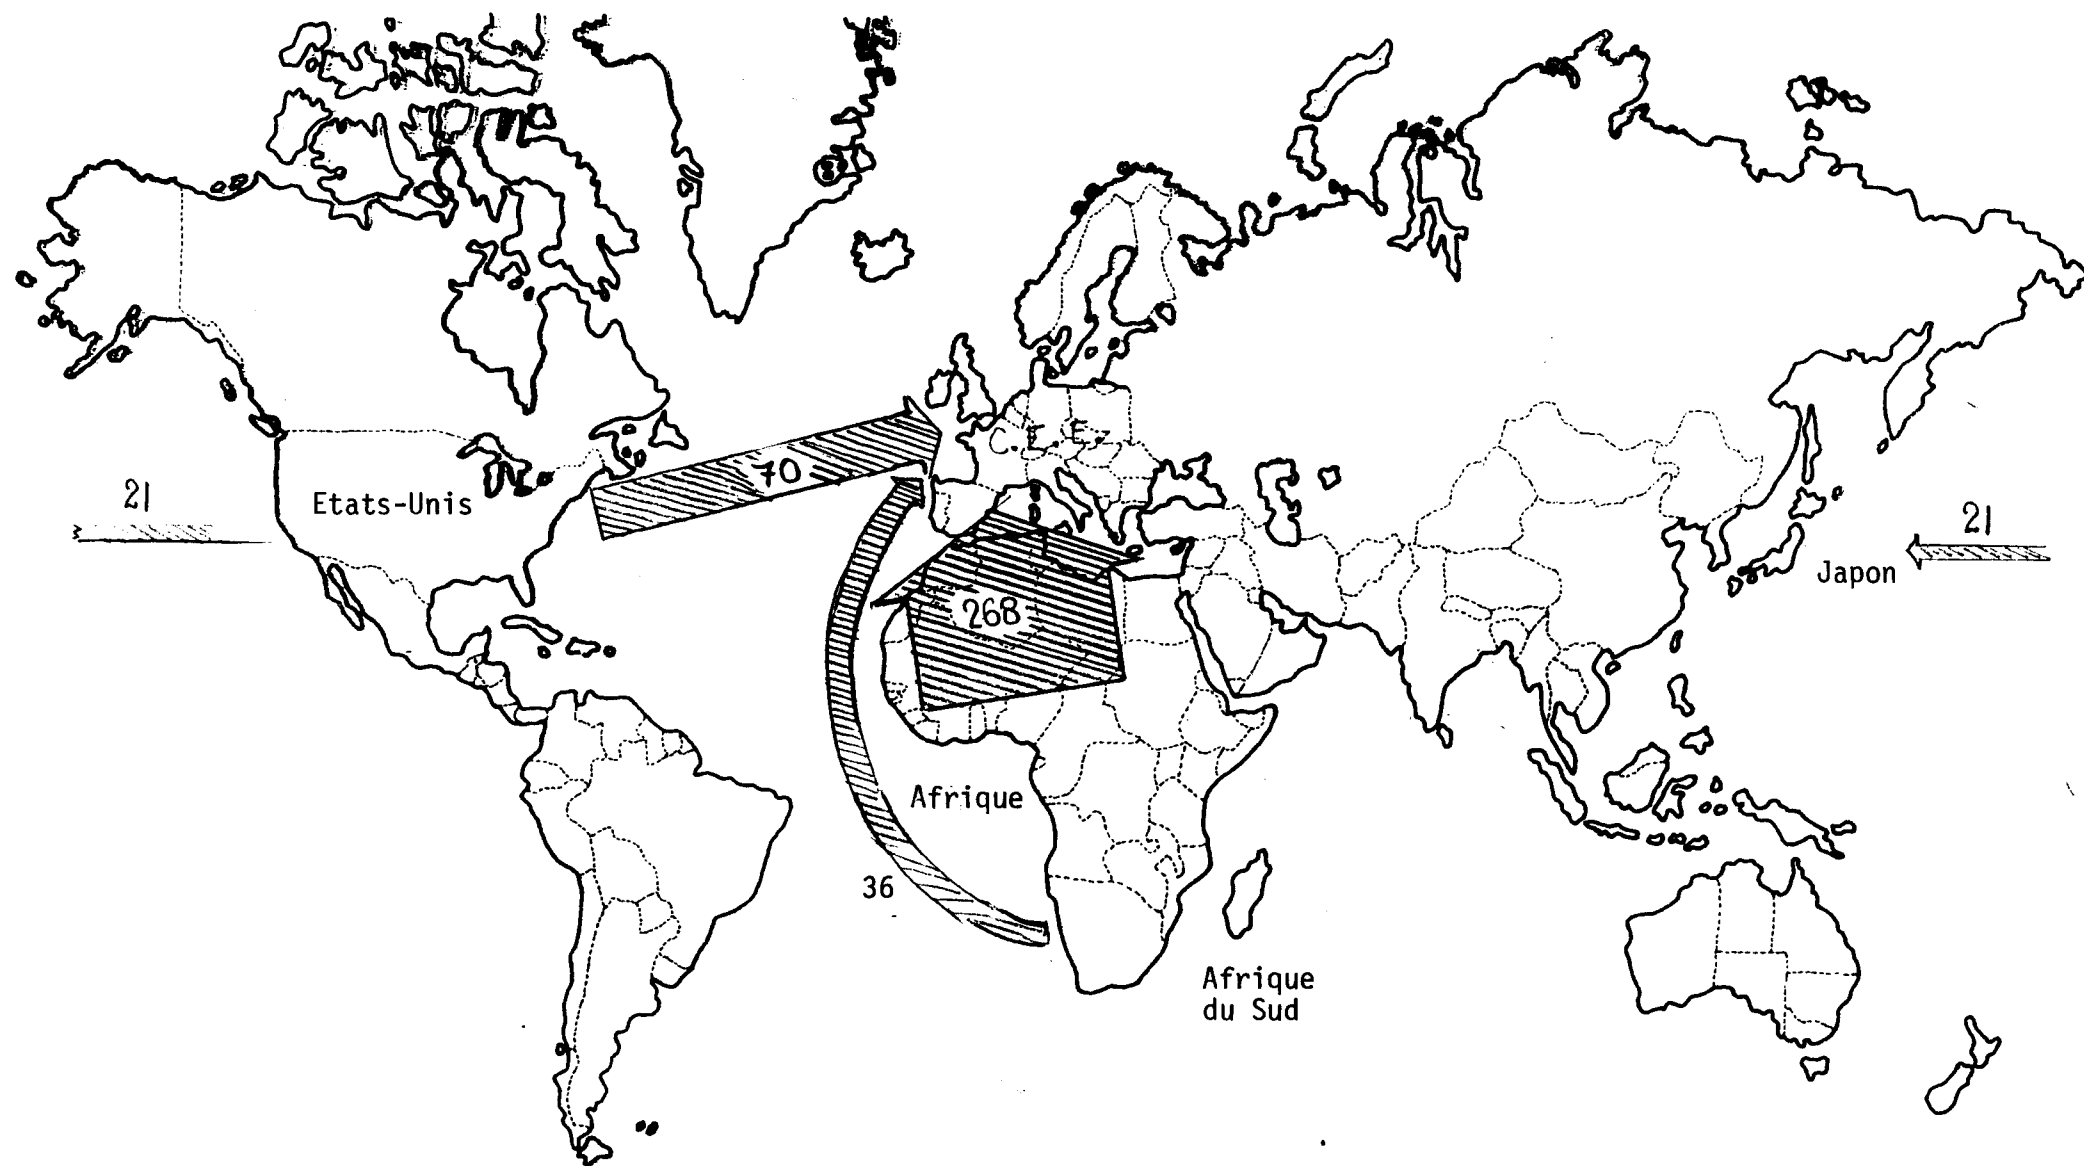 C.E.E.
70
21
Etats-Unis
21
Japon
268
Afrique
36
Afrique
du Sud